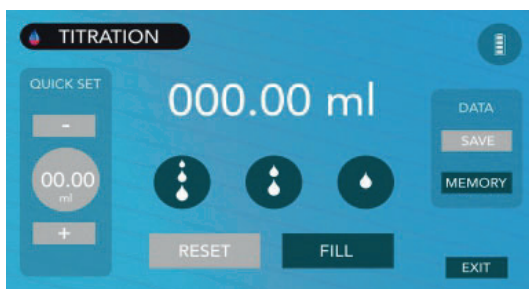 TITRATION
QUICK SET
-
00.00
ml
+
000.00 ml
RESET
FILL
DATA
SAVE
MEMORY
EXIT